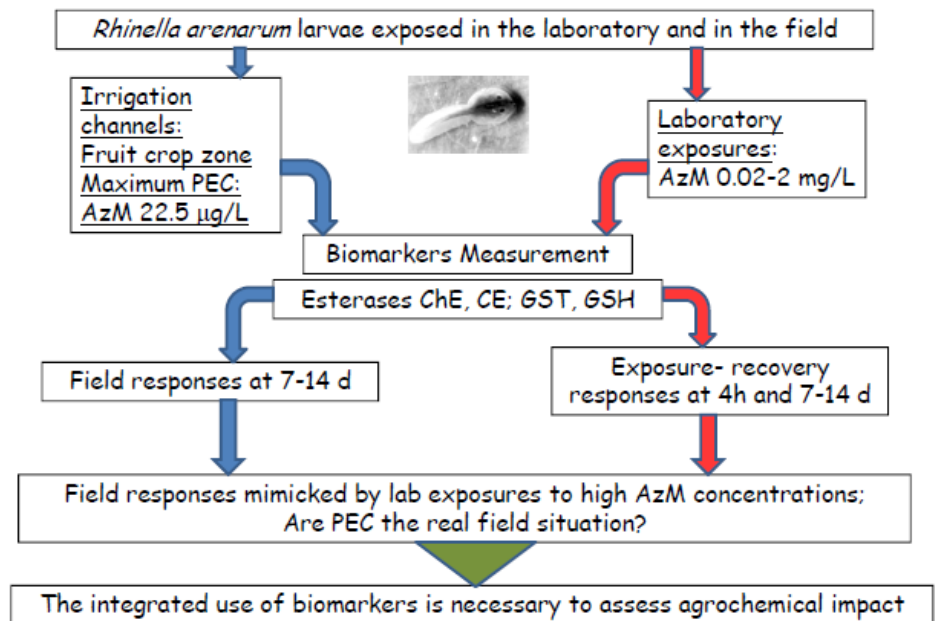 Rhinella arenarum larvae exposed in the laboratory and in the field
Irrigation
channels:
Fruit crop zone
Maximum PEC:
AzM 22.5 µg/L
Laboratory
exposures:
AzM 0.02-2 mg/L
Biomarkers Measurement
Esterases ChE, CE; GST, GSH
Field responses at 7-14 d
Exposure- recovery
responses at 4h and 7-14 d
Field responses mimicked by lab exposures to high AzM concentrations;
Are PEC the real field situation?
The integrated use of biomarkers is necessary to assess agrochemical impact